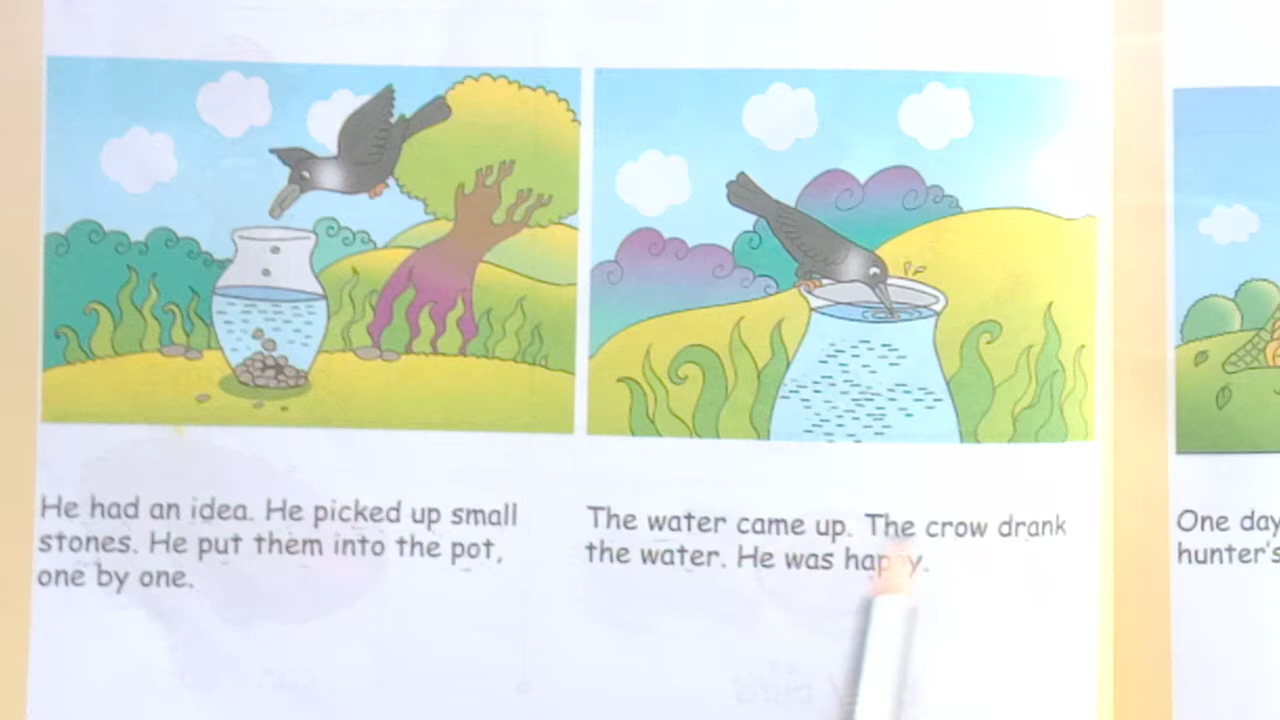 He had an idea. He picked up small
stones. He put them into the pot,
one by one.
The water came up. The crow drank
the water. He was happy.
One day
hunter's